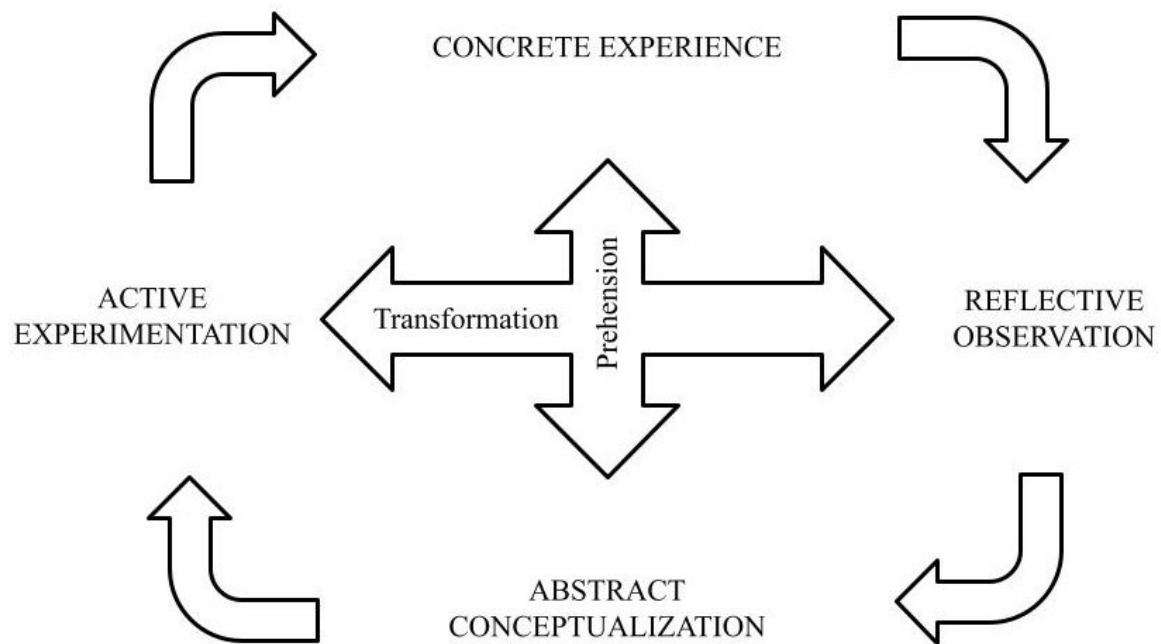 CONCRETE EXPERIENCE
Prehension
ACTIVE
EXPERIMENTATION
Transformation
REFLECTIVE
OBSERVATION
ABSTRACT
CONCEPTUALIZATION